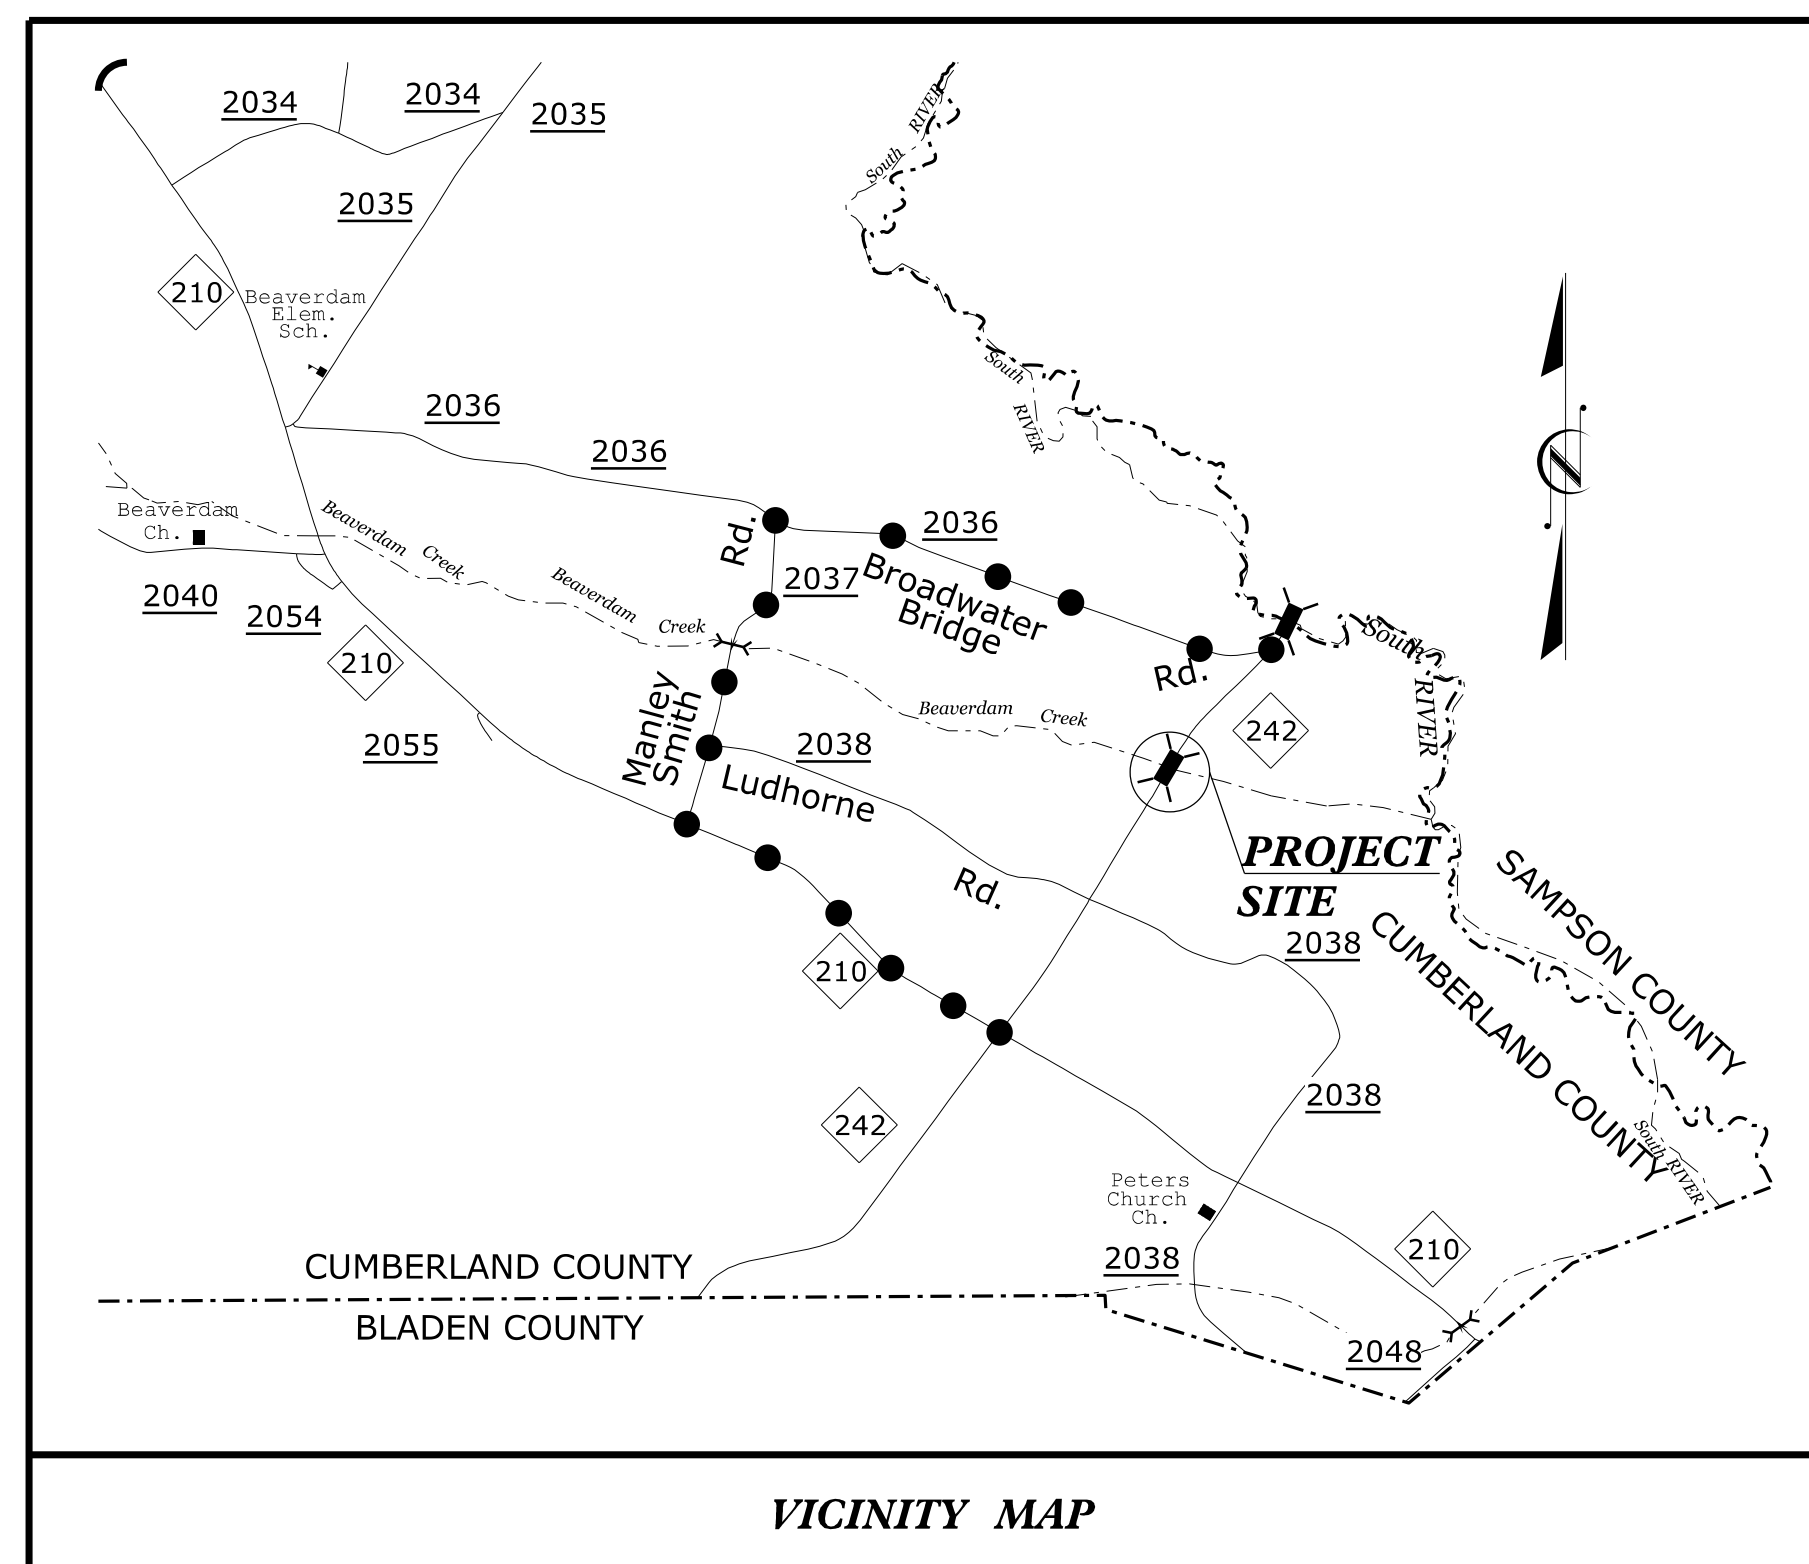 2034
2034
2035
2035
South
RIVER
210
Beaverdam
Elem.
Sch.
2036
2036
South
RIVER
N
Beaverdam
Ch.
Beaverdam
Creek
2036
Rd.
2037
Broadwater
Bridge
Rd.
Beaverdam
Creek
2040
2054
210
South
RIVER
2055
Manley
Smith
2038
Ludhorne
Rd.
Beaverdam
Creek
242
PROJECT
SITE
2038
SAMPSON COUNTY
CUMBERLAND COUNTY
210
2038
242
South RIVER
Peters
Church
Ch.
2038
210
CUMBERLAND COUNTY
BLADEN COUNTY
2048
VICINITY MAP